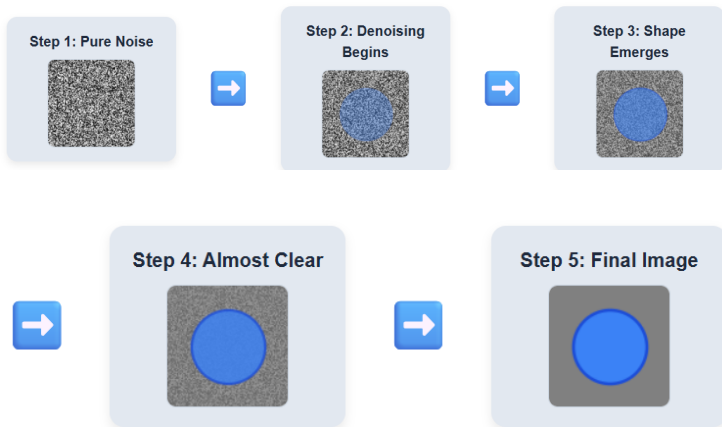 Step 1: Pure Noise
Step 2: Denoising
Begins
Step 3: Shape
Emerges
Step 4: Almost Clear
Step 5: Final Image